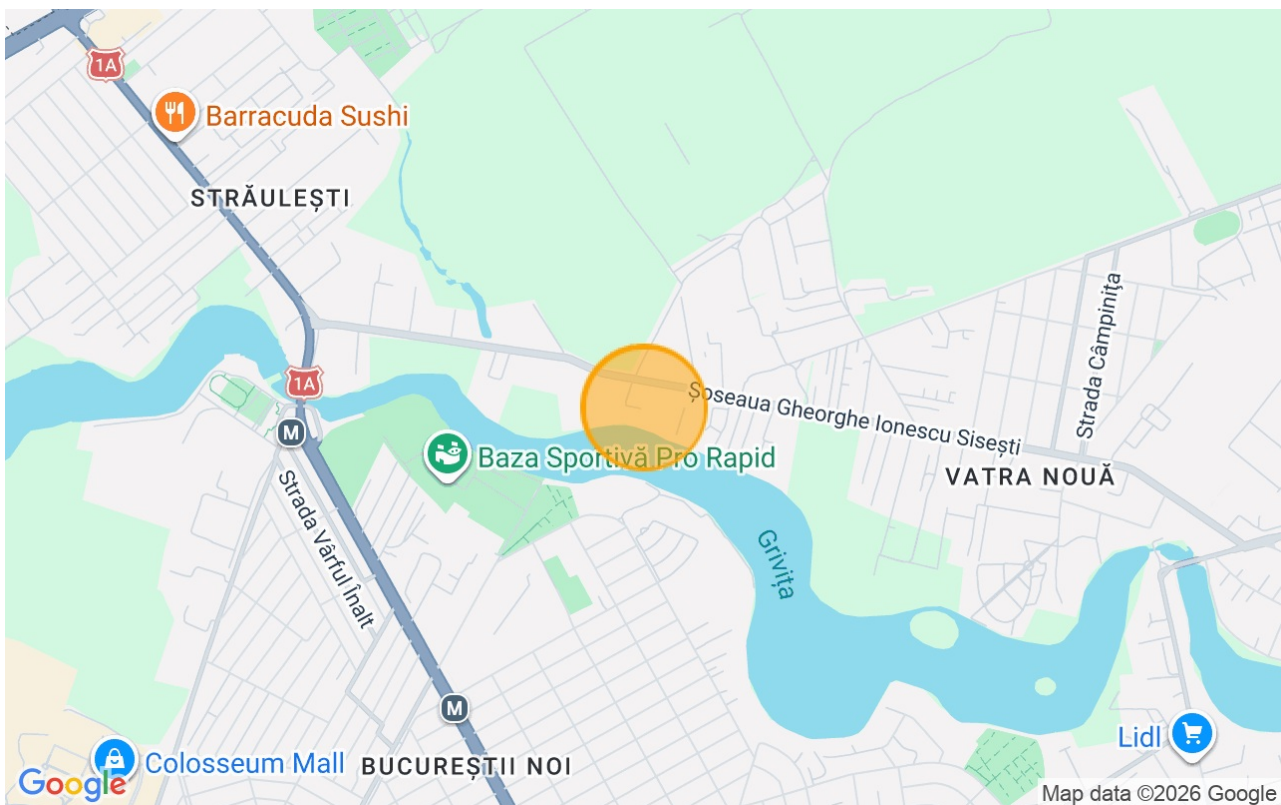 1A
Barracuda Sushi
STRĂULEȘTI
Strada Câmpinița
1A
Șoseaua Gheorghe Ionescu Sisești
M
Baza Sportivă Pro Rapid
VATRA NOUĂ
Strada Vârful Înalt
Grivița
M
Lidl
Colosseum Mall
BUCUREȘTII NOI
Google
Map data ©2026 Google